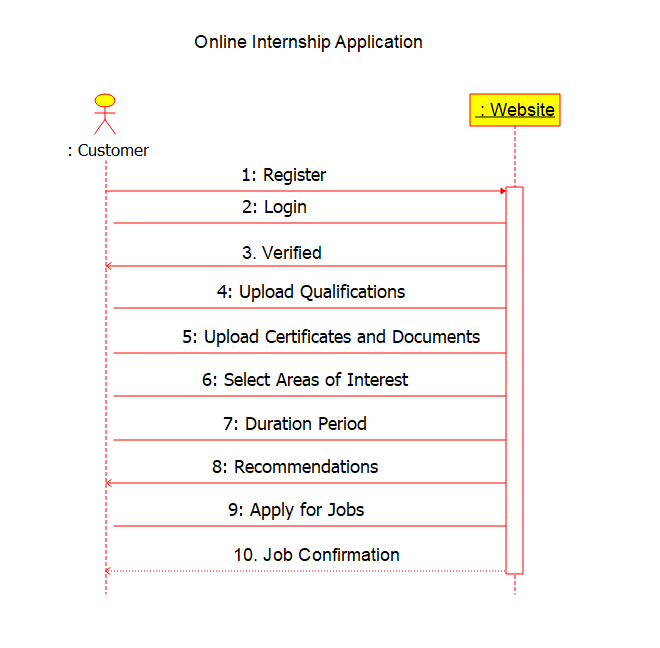 Online Internship Application
: Website
: Customer
1: Register
2: Login
3. Verified
4: Upload Qualifications
5: Upload Certificates and Documents
6: Select Areas of Interest
7: Duration Period
8: Recommendations
9: Apply for Jobs
10. Job Confirmation